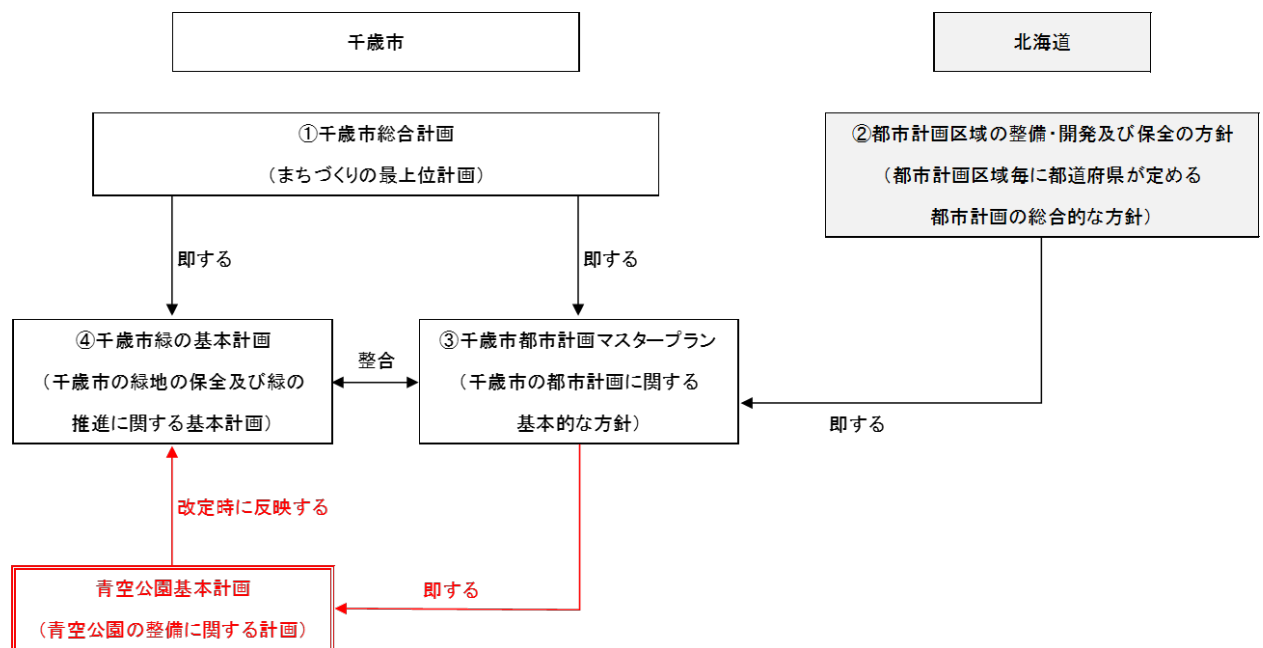 千歳市
北海道
①千歳市総合計画
（まちづくりの最上位計画）
②都市計画区域の整備・開発及び保全の方針
（都市計画区域毎に都道府県が定める
都市計画の総合的な方針）
即する
即する
④千歳市緑の基本計画
（千歳市の緑地の保全及び緑の
推進に関する基本計画）
整合
③千歳市都市計画マスタープラン
（千歳市の都市計画に関する
基本的な方針）
即する
改定時に反映する
青空公園基本計画
（青空公園の整備に関する計画）
即する